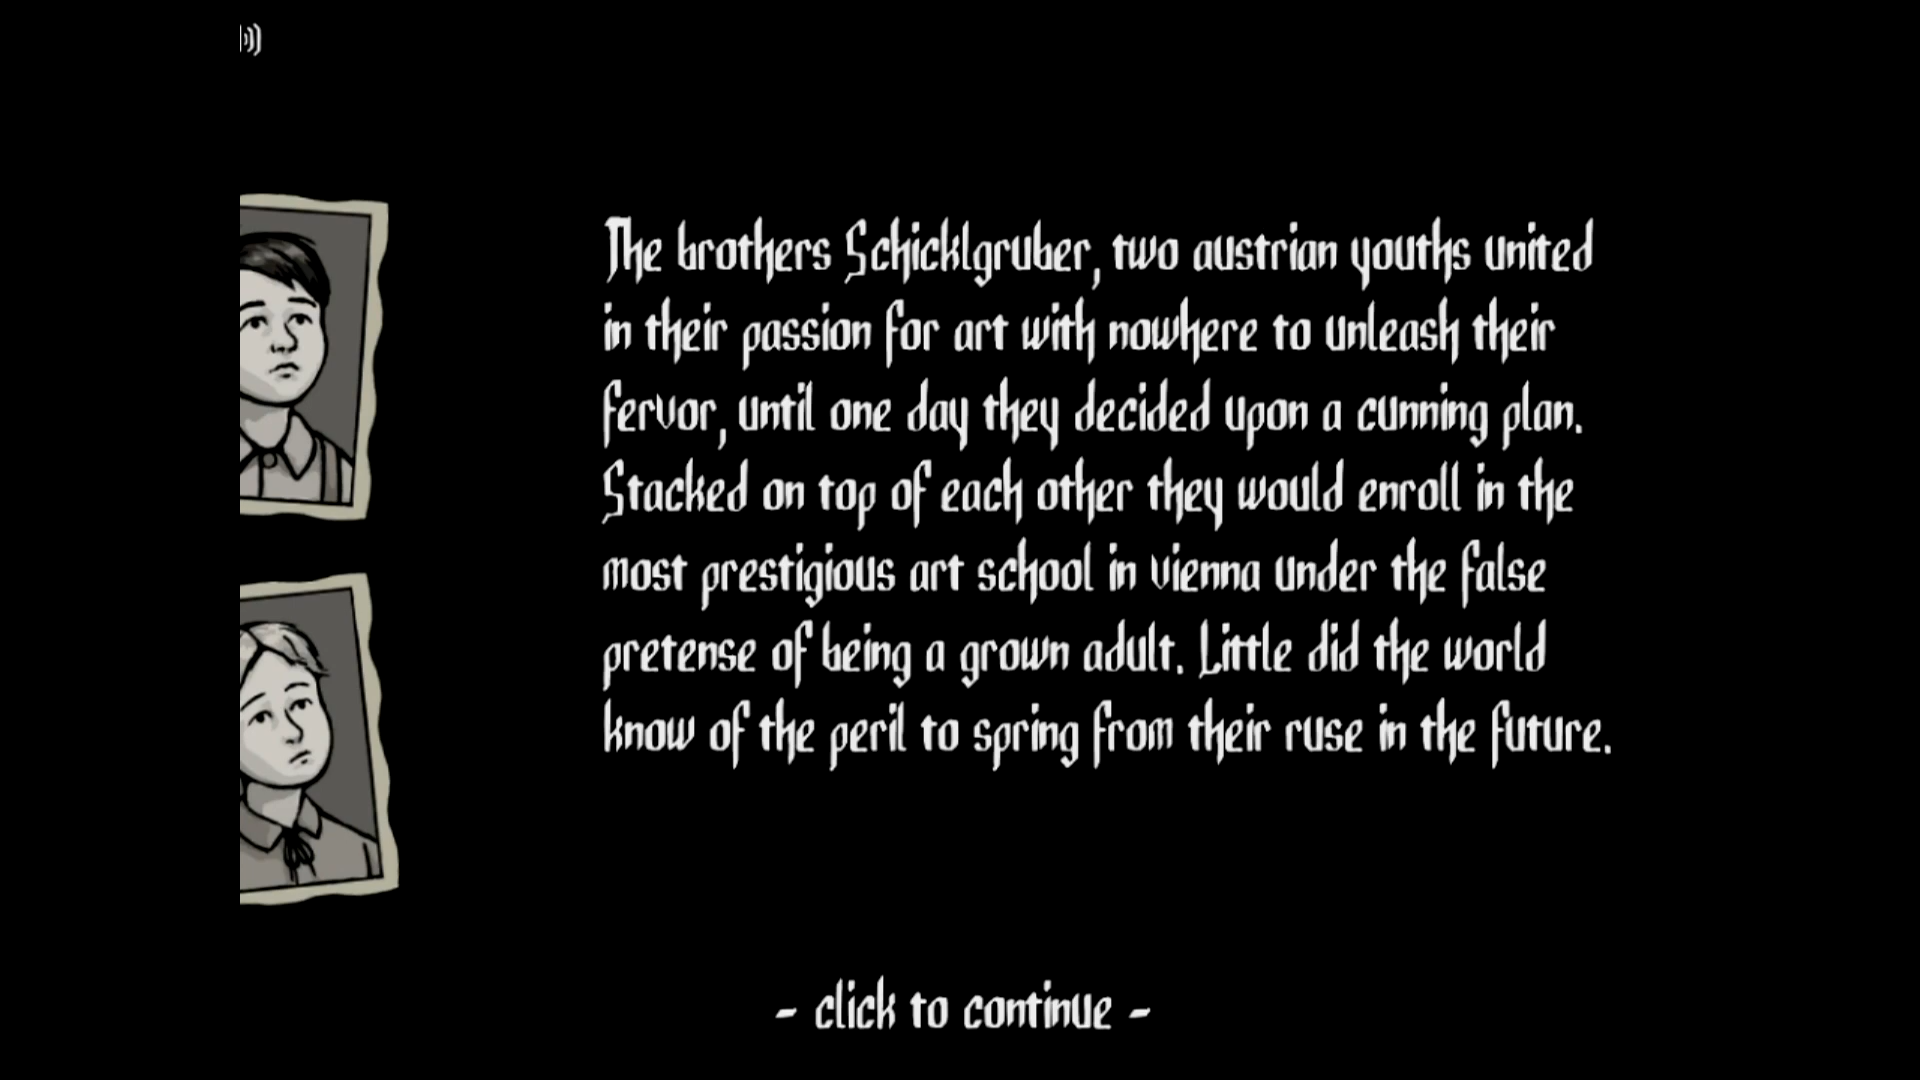 The brothers Schicklgruber, two austrian youths united
in their passion for art with nowhere to unleash their
fervor, until one day they decided upon a cunning plan.
Stacked on top of each other they would enroll in the
most prestigious art school in vienna under the false
pretense of being a grown adult. Little did the world
know of the peril to spring from their ruse in the future.
- click to continue -